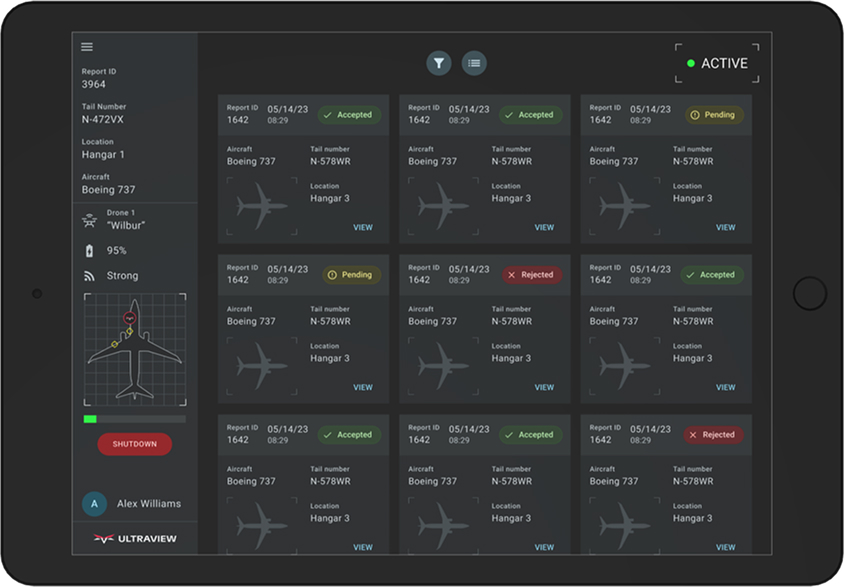 Report ID
3964
Tail Number
N-472VX
Location
Hangar 1
Aircraft
Boeing 737
Drone 1
“Wilbur”
95%
Strong
SHUTDOWN
A Alex Williams
ULTRAVIEW
ACTIVE
Report ID
1642
05/14/23
08:29
Accepted
Aircraft
Boeing 737
Tail number
N-578WR
Location
Hangar 3
VIEW
Report ID
1642
05/14/23
08:29
Accepted
Aircraft
Boeing 737
Tail number
N-578WR
Location
Hangar 3
VIEW
Report ID
1642
05/14/23
08:29
Pending
Aircraft
Boeing 737
Tail number
N-578WR
Location
Hangar 3
VIEW
Report ID
1642
05/14/23
08:29
Pending
Aircraft
Boeing 737
Tail number
N-578WR
Location
Hangar 3
VIEW
Report ID
1642
05/14/23
08:29
Rejected
Aircraft
Boeing 737
Tail number
N-578WR
Location
Hangar 3
VIEW
Report ID
1642
05/14/23
08:29
Accepted
Aircraft
Boeing 737
Tail number
N-578WR
Location
Hangar 3
VIEW
Report ID
1642
05/14/23
08:29
Accepted
Aircraft
Boeing 737
Tail number
N-578WR
Location
Hangar 3
VIEW
Report ID
1642
05/14/23
08:29
Accepted
Aircraft
Boeing 737
Tail number
N-578WR
Location
Hangar 3
VIEW
Report ID
1642
05/14/23
08:29
Rejected
Aircraft
Boeing 737
Tail number
N-578WR
Location
Hangar 3
VIEW